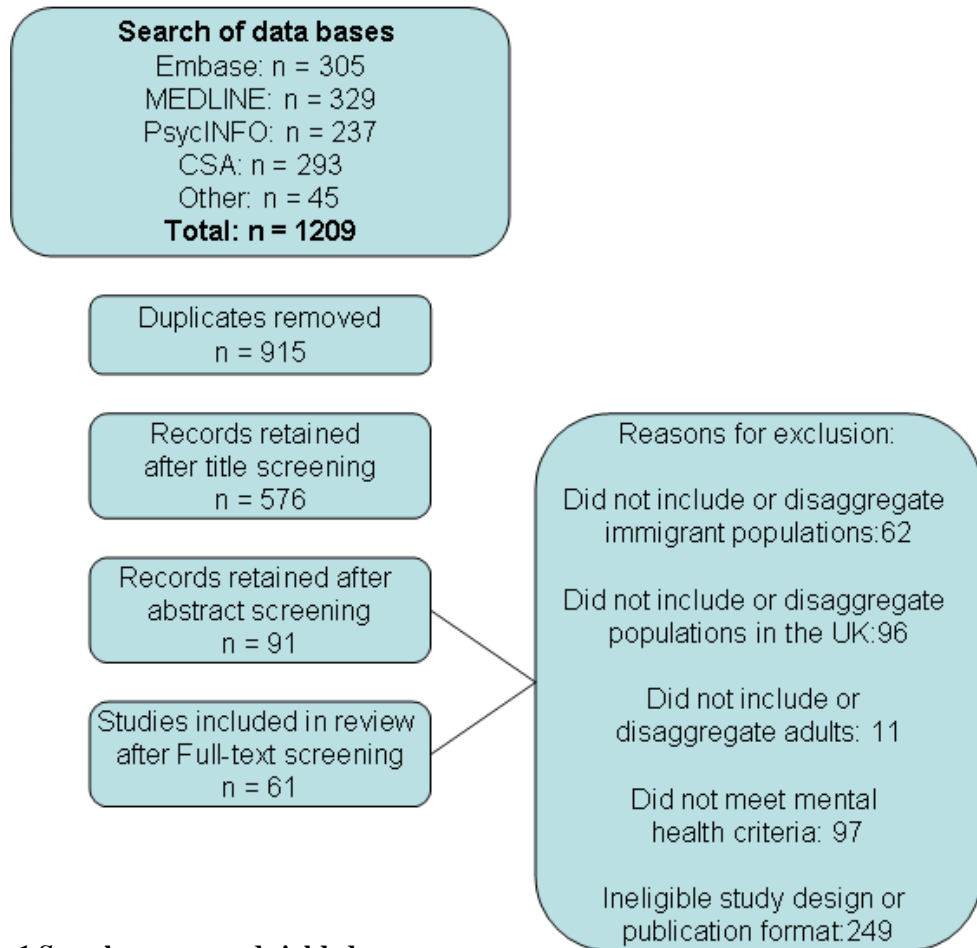 Search of data bases
Embase: n = 305
MEDLINE: n = 329
PsycINFO: n = 237
CSA: n = 293
Other: n = 45
Total: n = 1209
Duplicates removed
n = 915
Records retained
after title screening
n = 576
Records retained after
abstract screening
n = 91
Studies included in review
after Full-text screening
n = 61
Reasons for exclusion:
Did not include or disaggregate
immigrant populations:62
Did not include or disaggregate
populations in the UK:96
Did not include or
disaggregate adults: 11
Did not meet mental
health criteria: 97
Ineligible study design or
publication format:249